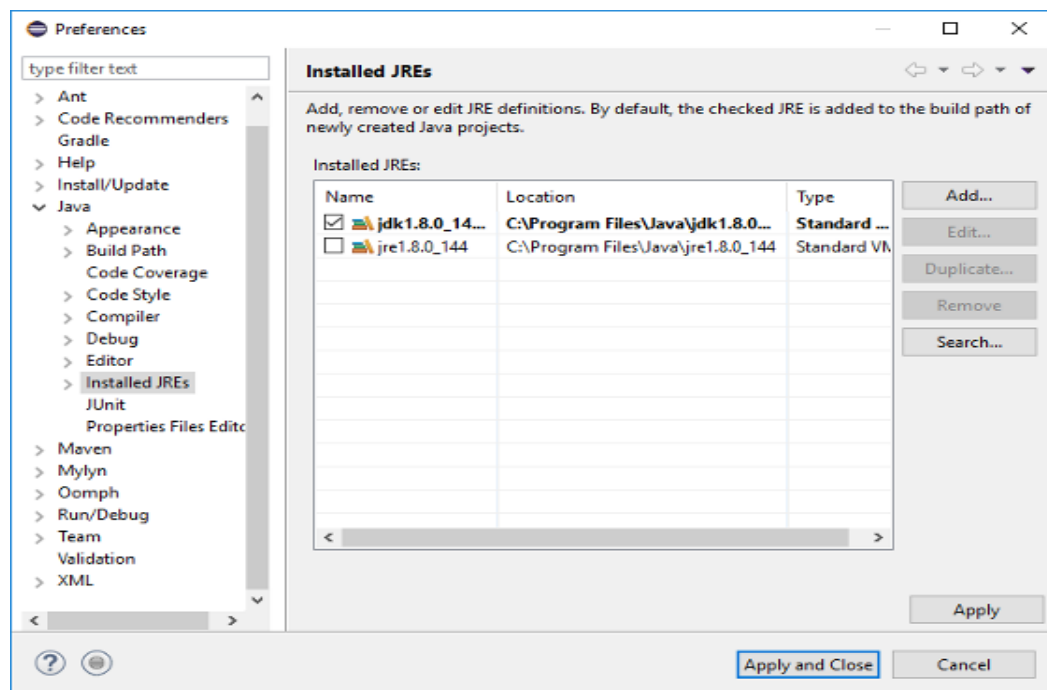 Preferences
type filter text
Ant
Code Recommenders
Gradle
Help
Install/Update
Java
Appearance
Build Path
Code Coverage
Code Style
Compiler
Debug
Editor
Installed JREs
JUnit
Properties Files Edito
Maven
Mylyn
Oomph
Run/Debug
Team
Validation
XML
Installed JREs
Add, remove or edit JRE definitions. By default, the checked JRE is added to the build path of
newly created Java projects.
Installed JREs:
Name Location Type
jdk1.8.0_14... C:\Program Files\Java\jdk1.8.0... Standard ...
jre1.8.0_144 C:\Program Files\Java\jre1.8.0_144 Standard VM
Add...
Edit...
Duplicate...
Remove
Search...
Apply
Apply and Close
Cancel